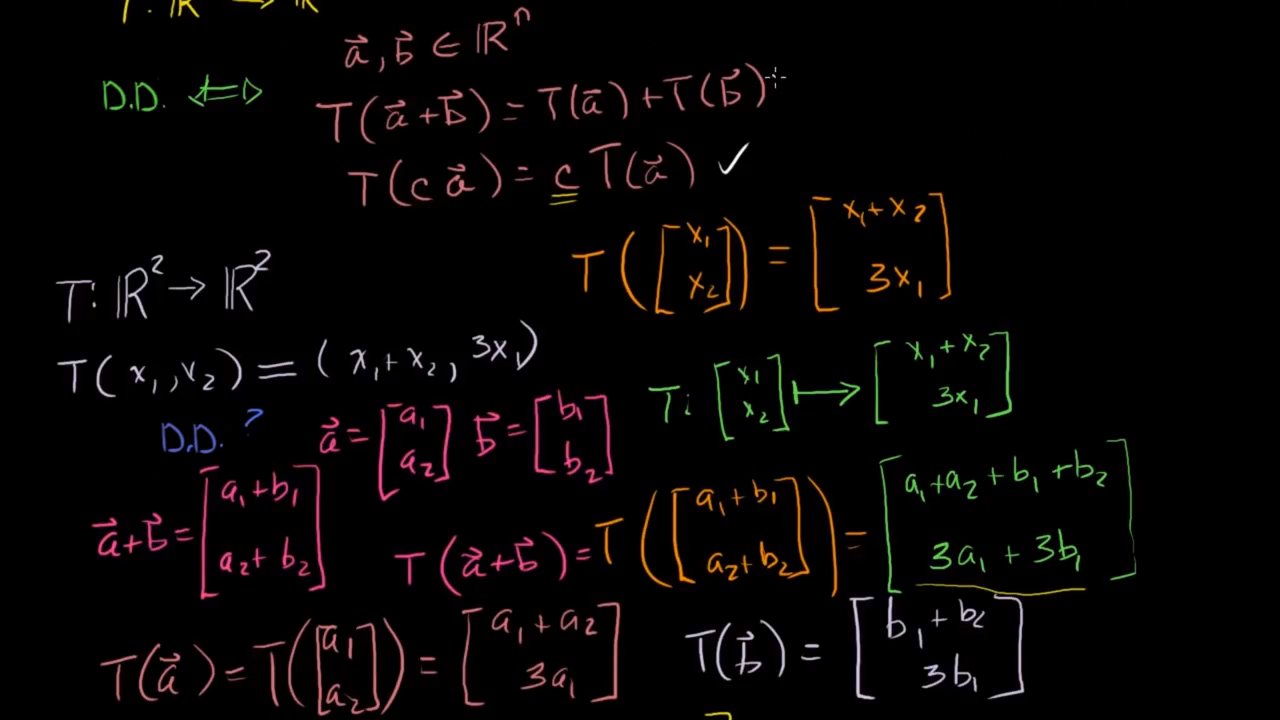 T: ℝ → ℝ
a⃗, b⃗ ∈ ℝⁿ
D.D. ⟺ T(a⃗+b⃗) = T(a⃗) + T(b⃗)
T(c a⃗) = c T(a⃗) ✓
T([x₁ x₂]) = [x₁+x₂ 3x₁]
T: ℝ² → ℝ²
T(x₁, x₂) = (x₁+x₂, 3x₁)
T: [x₁ x₂] ↦ [x₁+x₂ 3x₁]
D.D. ? a⃗ = [a₁ a₂] b⃗ = [b₁ b₂]
a⃗+b⃗ = [a₁+b₁ a₂+b₂]
T(a⃗+b⃗) = T([a₁+b₁ a₂+b₂]) = [a₁+a₂+b₁+b₂ 3a₁+3b₁]
T(a⃗) = T([a₁ a₂]) = [a₁+a₂ 3a₁]
T(b⃗) = [b₁+b₂ 3b₁]